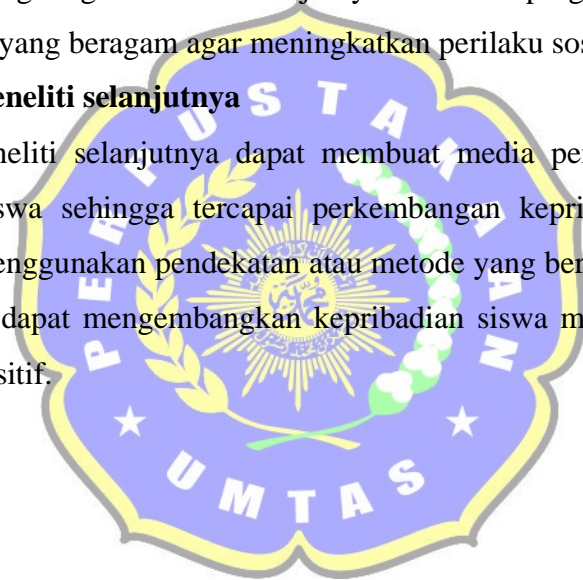 yang beragam agar meningkatkan perilaku sos
eneliti selanjutnya
neliti selanjutnya dapat membuat media pe
swa sehingga tercapai perkembangan kepri
enggunakan pendekatan atau metode yang ber
dapat mengembangkan kepribadian siswa m
sitif.
PERPUSTAKAAN
UMTAS